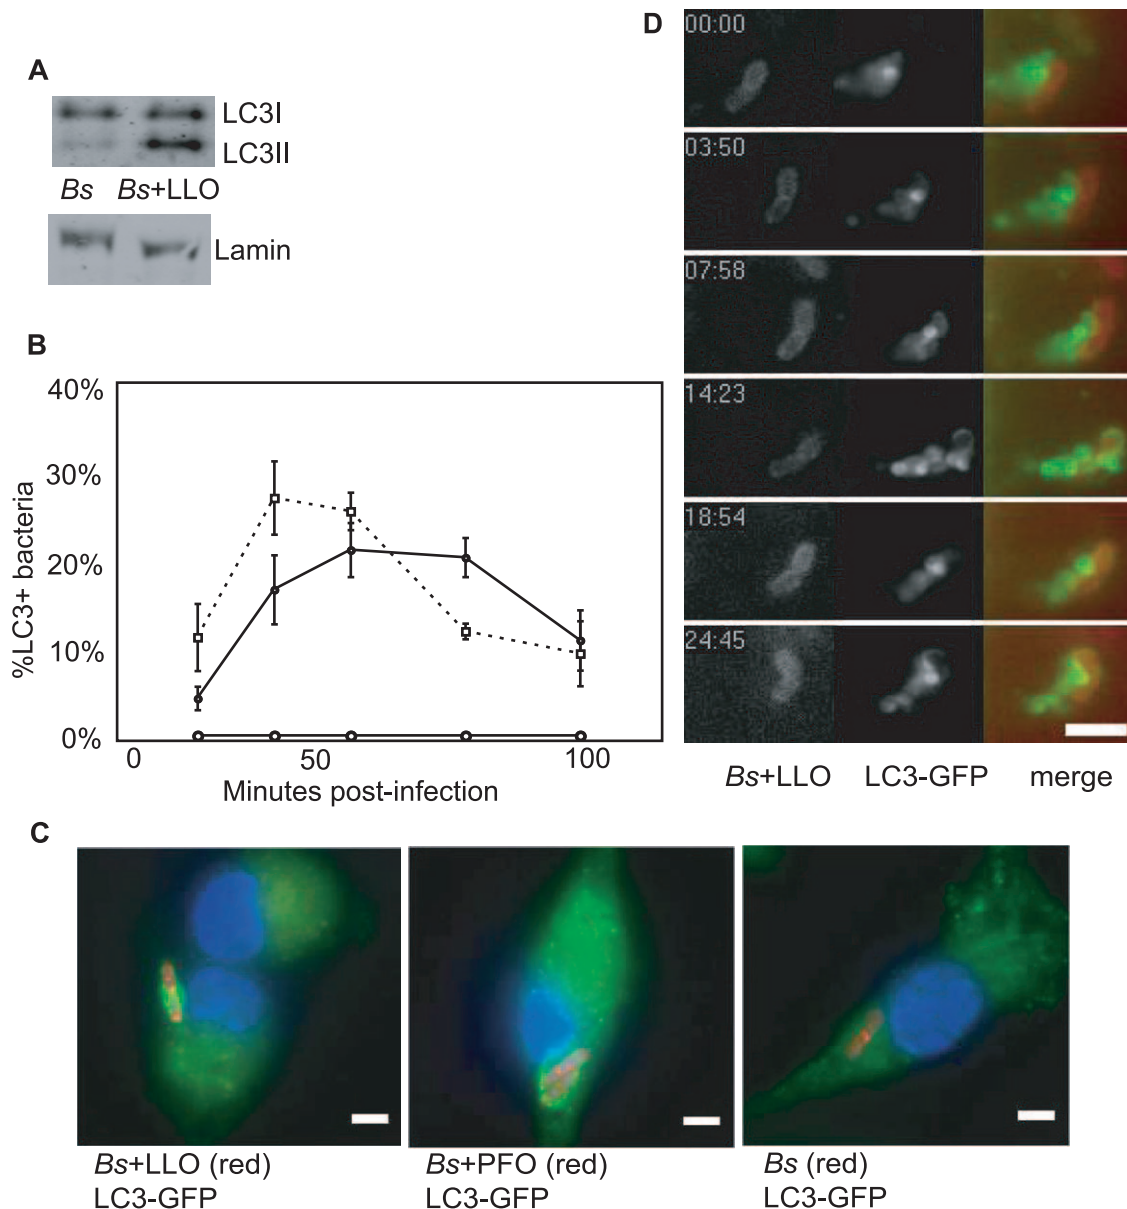 A
LC3I
LC3II
Bs Bs+LLO
Lamin
B
40%
30%
20%
10%
0%
%LC3+ bacteria
0 50 100
Minutes post-infection
C
Bs+LLO (red)
LC3-GFP
Bs+PFO (red)
LC3-GFP
Bs (red)
LC3-GFP
D
00:00
03:50
07:58
14:23
18:54
24:45
Bs+LLO LC3-GFP merge